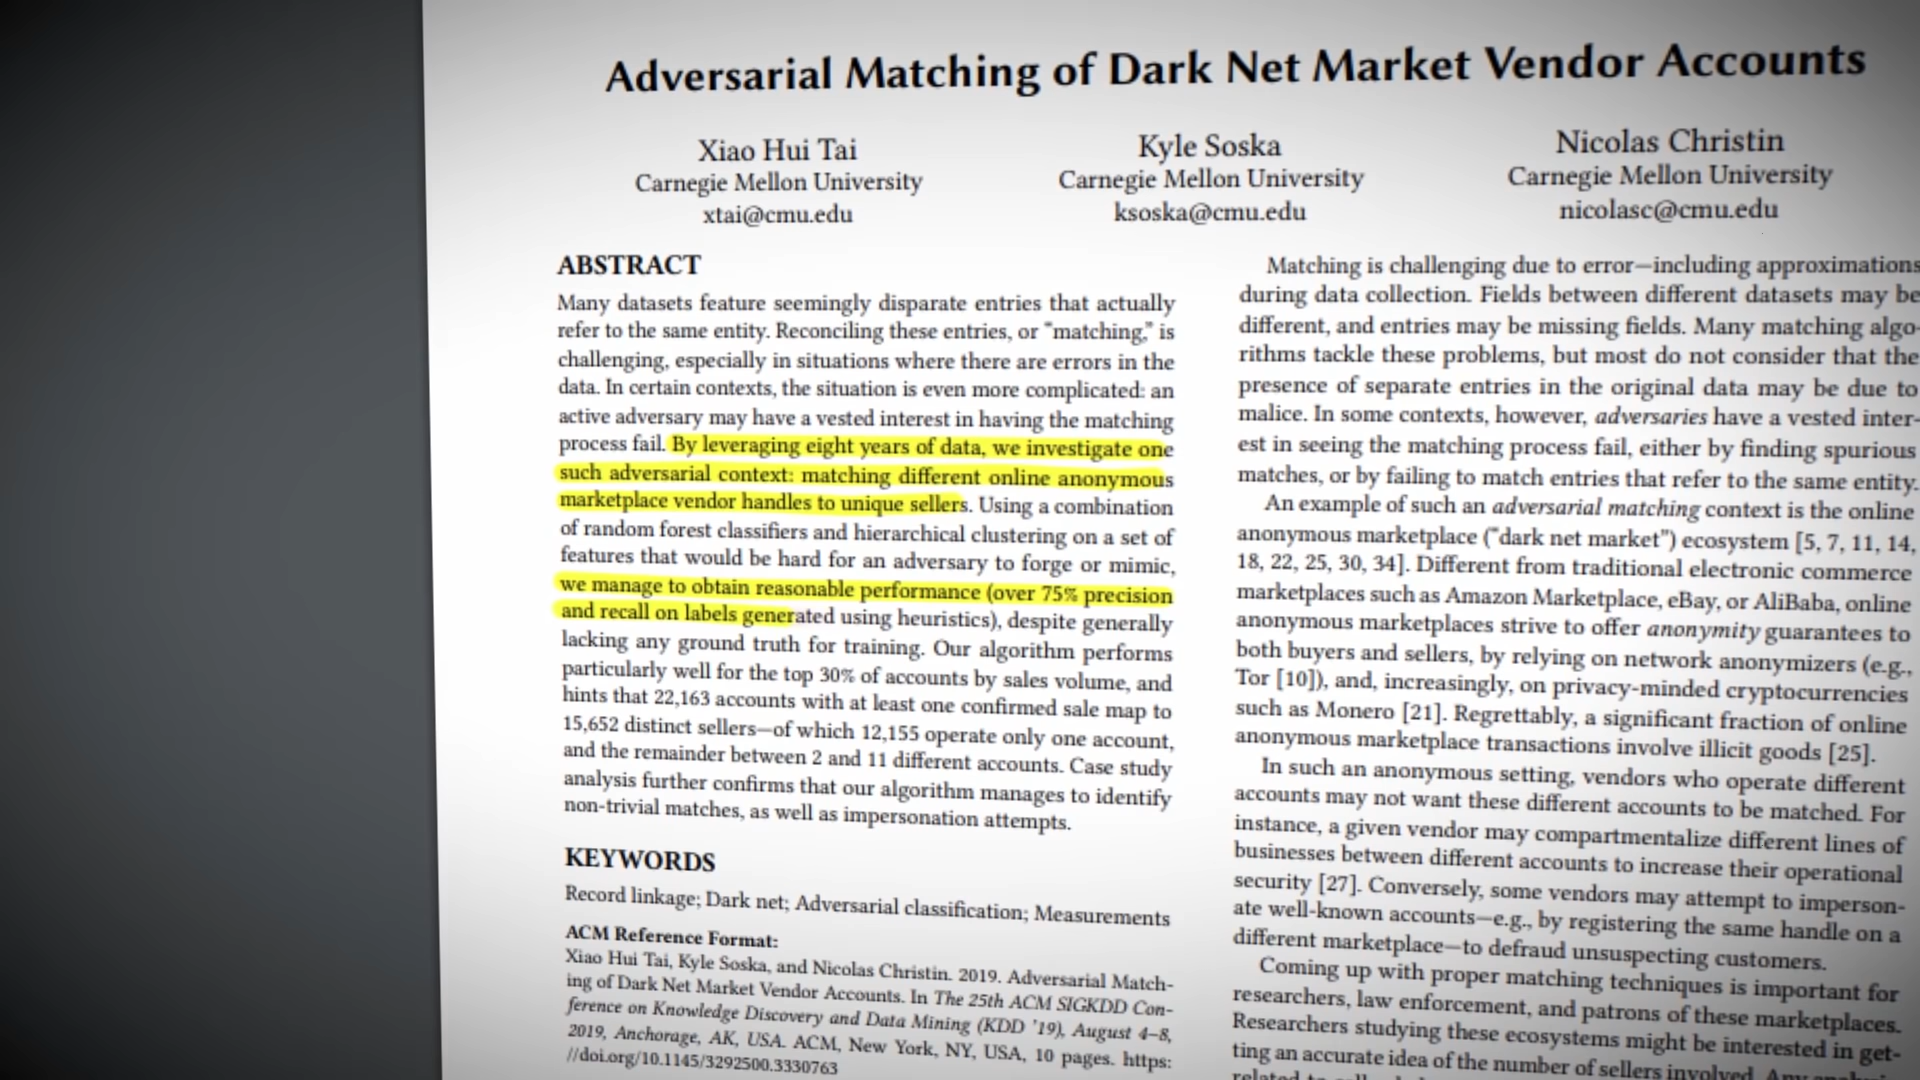 Adversarial Matching of Dark Net Market Vendor Accounts
Xiao Hui Tai
Carnegie Mellon University
xtai@cmu.edu
Kyle Soska
Carnegie Mellon University
ksoska@cmu.edu
Nicolas Christin
Carnegie Mellon University
nicolasc@cmu.edu
ABSTRACT
Many datasets feature seemingly disparate entries that actually
refer to the same entity. Reconciling these entries, or “matching,” is
challenging, especially in situations where there are errors in the
data. In certain contexts, the situation is even more complicated: an
active adversary may have a vested interest in having the matching
process fail. By leveraging eight years of data, we investigate one
such adversarial context: matching different online anonymous
marketplace vendor handles to unique sellers. Using a combination
of random forest classifiers and hierarchical clustering on a set of
features that would be hard for an adversary to forge or mimic,
we manage to obtain reasonable performance (over 75% precision
and recall on labels generated using heuristics), despite generally
lacking any ground truth for training. Our algorithm performs
particularly well for the top 30% of accounts by sales volume, and
hints that 22,163 accounts with at least one confirmed sale map to
15,652 distinct sellers—of which 12,155 operate only one account,
and the remainder between 2 and 11 different accounts. Case study
analysis further confirms that our algorithm manages to identify
non-trivial matches, as well as impersonation attempts.
KEYWORDS
Record linkage; Dark net; Adversarial classification; Measurements
ACM Reference Format:
Xiao Hui Tai, Kyle Soska, and Nicolas Christin. 2019. Adversarial Match-
ing of Dark Net Market Vendor Accounts. In The 25th ACM SIGKDD Con-
ference on Knowledge Discovery and Data Mining (KDD ’19), August 4–8,
2019, Anchorage, AK, USA. ACM, New York, NY, USA, 10 pages. https:
//doi.org/10.1145/3292500.3330763
Matching is challenging due to error—including approximations
during data collection. Fields between different datasets may be
different, and entries may be missing fields. Many matching algo-
rithms tackle these problems, but most do not consider that the
presence of separate entries in the original data may be due to
malice. In some contexts, however, adversaries have a vested inter-
est in seeing the matching process fail, either by finding spurious
matches, or by failing to match entries that refer to the same entity.
An example of such an adversarial matching context is the online
anonymous marketplace (“dark net market”) ecosystem [5, 7, 11, 14,
18, 22, 25, 30, 34]. Different from traditional electronic commerce
marketplaces such as Amazon Marketplace, eBay, or AliBaba, online
anonymous marketplaces strive to offer anonymity guarantees to
both buyers and sellers, by relying on network anonymizers (e.g.,
Tor [10]), and, increasingly, on privacy-minded cryptocurrencies
such as Monero [21]. Regrettably, a significant fraction of online
anonymous marketplace transactions involve illicit goods [25].
In such an anonymous setting, vendors who operate different
accounts may not want these different accounts to be matched. For
instance, a given vendor may compartmentalize different lines of
businesses between different accounts to increase their operational
security [27]. Conversely, some vendors may attempt to imperson-
ate well-known accounts—e.g., by registering the same handle on a
different marketplace—to defraud unsuspecting customers.
Coming up with proper matching techniques is important for
researchers, law enforcement, and patrons of these marketplaces.
Researchers studying these ecosystems might be interested in get-
ting an accurate idea of the number of sellers involved. Any